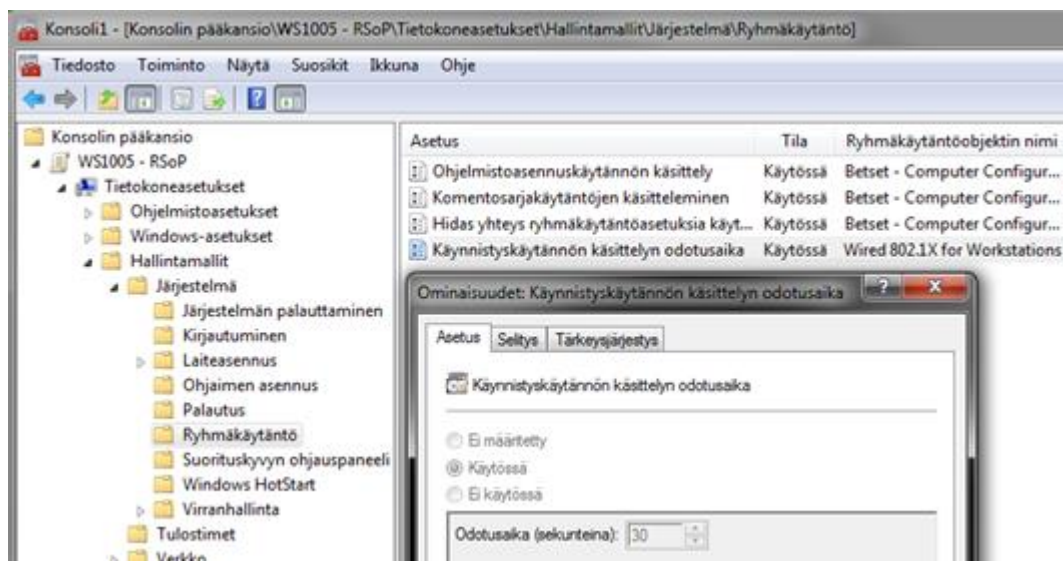 Konsoli1 - [Konsolin pääkansio\WS1005 - RSoP\Tietokoneasetukset\Hallintamallit\Järjestelmä\Ryhmäkäytäntö]
Tiedosto Toiminto Näytä Suosikit Ikkuna Ohje
Konsolin pääkansio
WS1005 - RSoP
Tietokoneasetukset
Ohjelmistoasetukset
Windows-asetukset
Hallintamallit
Järjestelmä
Järjestelmän palauttaminen
Kirjautuminen
Laiteasennus
Ohjaimen asennus
Palautus
Ryhmäkäytäntö
Suorituskyvyn ohjauspaneeli
Windows HotStart
Virranhallinta
Tulostimet
Verkko
Asetus Tila Ryhmäkäytäntöobjektin nimi
Ohjelmistoasennuskäytännön käsittely Käytössä Betset - Computer Configur...
Komentosarjakäytäntöjen käsitteleminen Käytössä Betset - Computer Configur...
Hidas yhteys ryhmäkäytäntöasetuksia käyt... Käytössä Betset - Computer Configur...
Käynnistyskäytännön käsittelyn odotusaika Käytössä Wired 802.1X for Workstations
Ominaisuudet: Käynnistyskäytännön käsittelyn odotusaika
Asetus Selitys Tärkeysjärjestys
Käynnistyskäytännön käsittelyn odotusaika
Ei määritetty
Käytössä
Ei käytössä
Odotusaika (sekunteina): 30